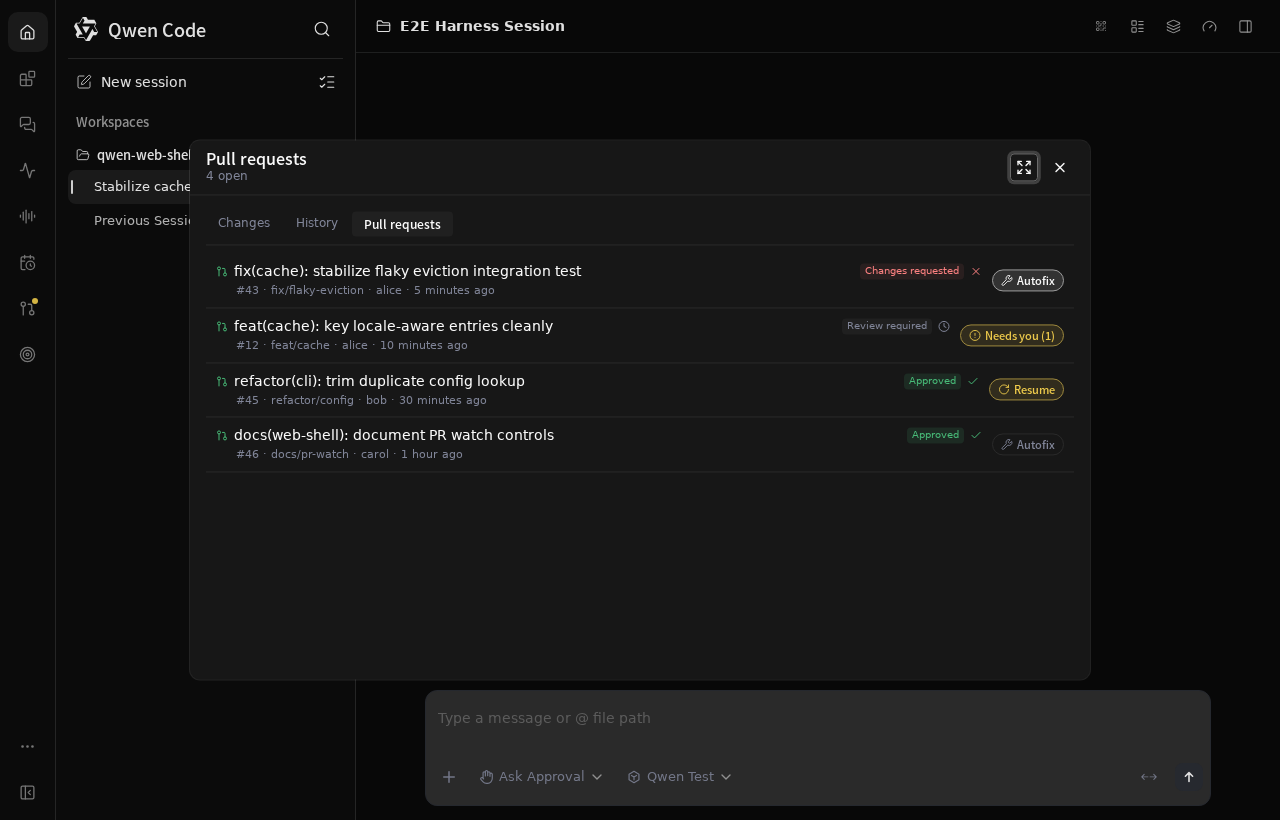 Qwen Code
E2E Harness Session
New session
Workspaces
qwen-web-shel
Stabilize cache
Previous Sessio
Pull requests
4 open
Changes
History
Pull requests
fix(cache): stabilize flaky eviction integration test
Changes requested
#43 · fix/flaky-eviction · alice · 5 minutes ago
Autofix
feat(cache): key locale-aware entries cleanly
Review required
#12 · feat/cache · alice · 10 minutes ago
Needs you (1)
refactor(cli): trim duplicate config lookup
Approved
#45 · refactor/config · bob · 30 minutes ago
Resume
docs(web-shell): document PR watch controls
Approved
#46 · docs/pr-watch · carol · 1 hour ago
Autofix
Type a message or @ file path
Ask Approval
Qwen Test